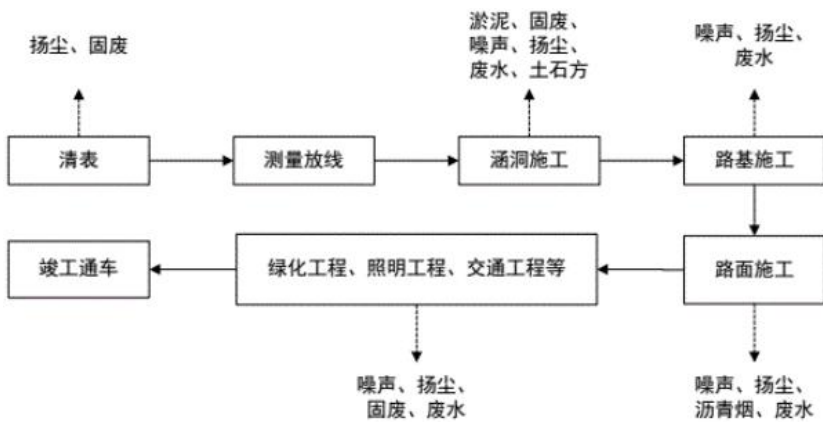 扬尘、固废
淤泥、固废、
噪声、扬尘、
废水、土石方
噪声、扬尘、
废水
清表
测量放线
涵洞施工
路基施工
竣工通车
绿化工程、照明工程、交通工程等
路面施工
噪声、扬尘、
固废、废水
噪声、扬尘、
沥青烟、废水